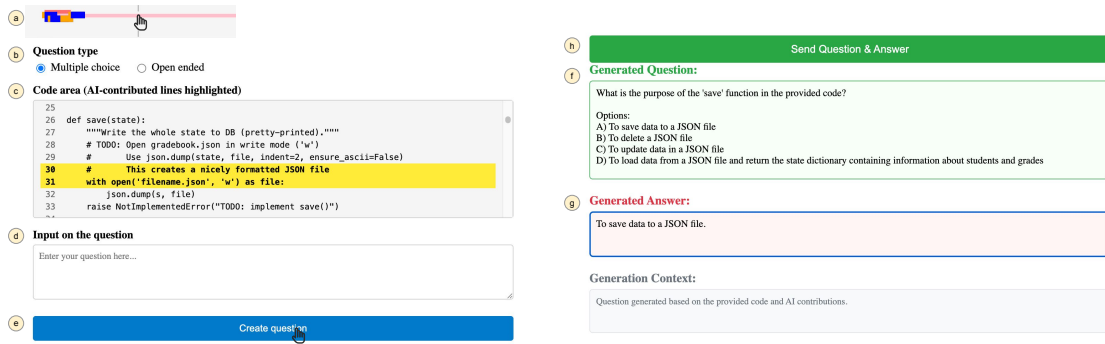 a
b
Question type
Multiple choice
Open ended
c
Code area (AI-contributed lines highlighted)
25
26 def save(state):
27 """Write the whole state to DB (pretty-printed)."""
28 # TODO: Open gradebook.json in write mode ('w')
29 # Use json.dump(state, file, indent=2, ensure_ascii=False)
30 # This creates a nicely formatted JSON file
31 with open('filename.json', 'w') as file:
32 json.dump(s, file)
33 raise NotImplementedError("TODO: implement save()")
d
Input on the question
Enter your question here...
e
Create question
h
Send Question & Answer
f
Generated Question:
What is the purpose of the 'save' function in the provided code?
Options:
A) To save data to a JSON file
B) To delete a JSON file
C) To update data in a JSON file
D) To load data from a JSON file and return the state dictionary containing information about students and grades
g
Generated Answer:
To save data to a JSON file.
Generation Context:
Question generated based on the provided code and AI contributions.